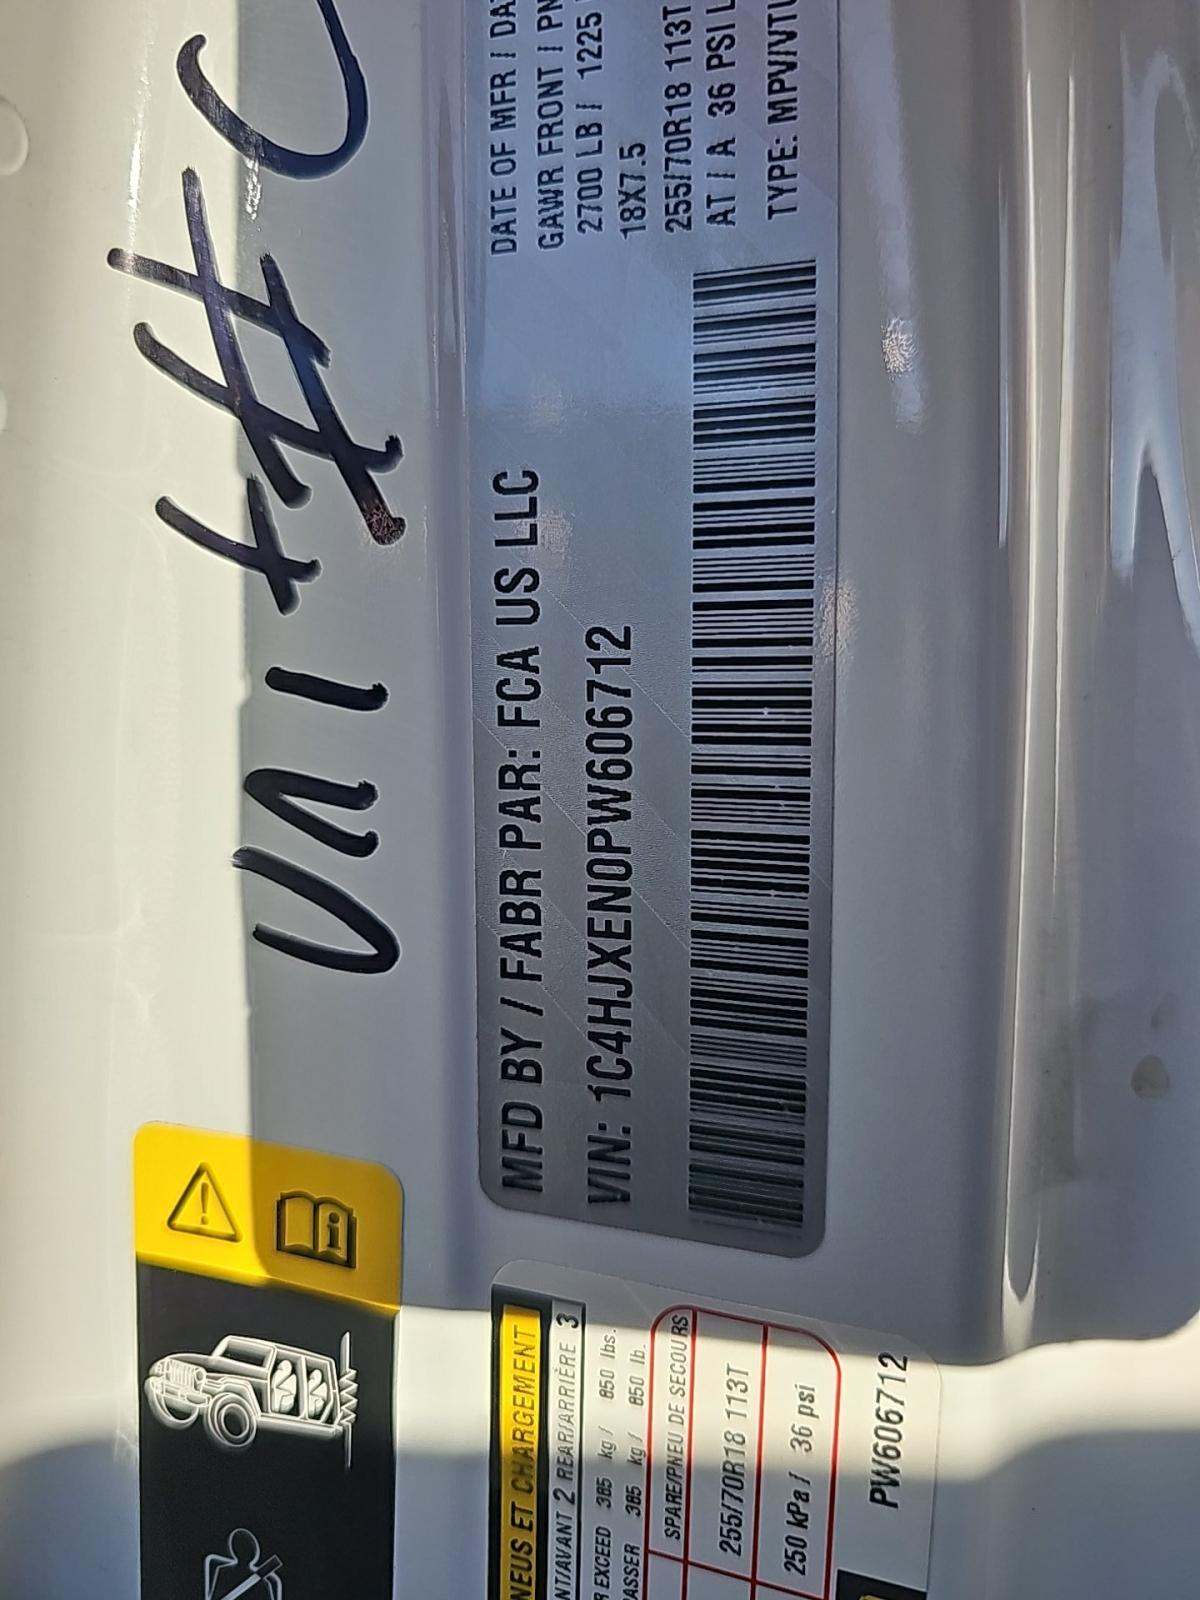 UNIT # C
MFD BY / FABR PAR: FCA US LLC
VIN: 1C4HJXEN0PW606712
DATE OF MFR / DA
GAWR FRONT / PN
2700 LB / 1225
18X7.5
255/70R18 113T
AT / A 36 PSI L
TYPE: MPV/VTU
NEUS ET CHARGEMENT
NT/AVANT 2 REAR/ARRIÈRE 3
R EXCEED 385 kg / 850 lbs.
ASSER 385 kg / 850 lb.
SPARE/PNEU DE SECOURS
255/70R18 113T
250 kPa / 36 psi
PW606712